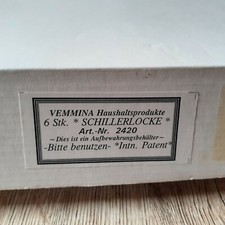 VEMMINA Haushaltsprodukte
6 Stk. * SCHILLERLOCKE *
Art.-Nr. 2420
~Dies ist ein Aufbewahrungsbehälter~
-Bitte benutzen- *Intn. Patent*